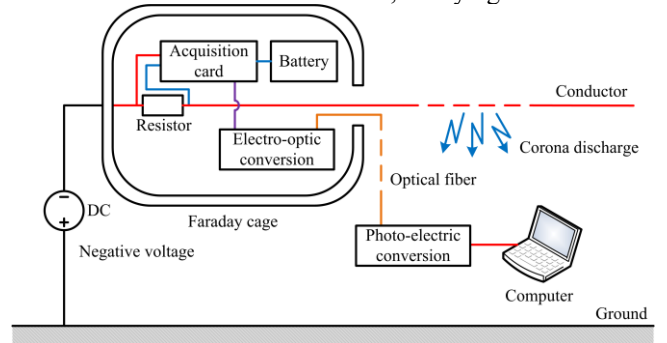 Acquisition
card
Battery
Conductor
Resistor
Electro-optic
conversion
Corona discharge
Optical fiber
DC
Faraday cage
Negative voltage
Photo-electric
conversion
Computer
Ground